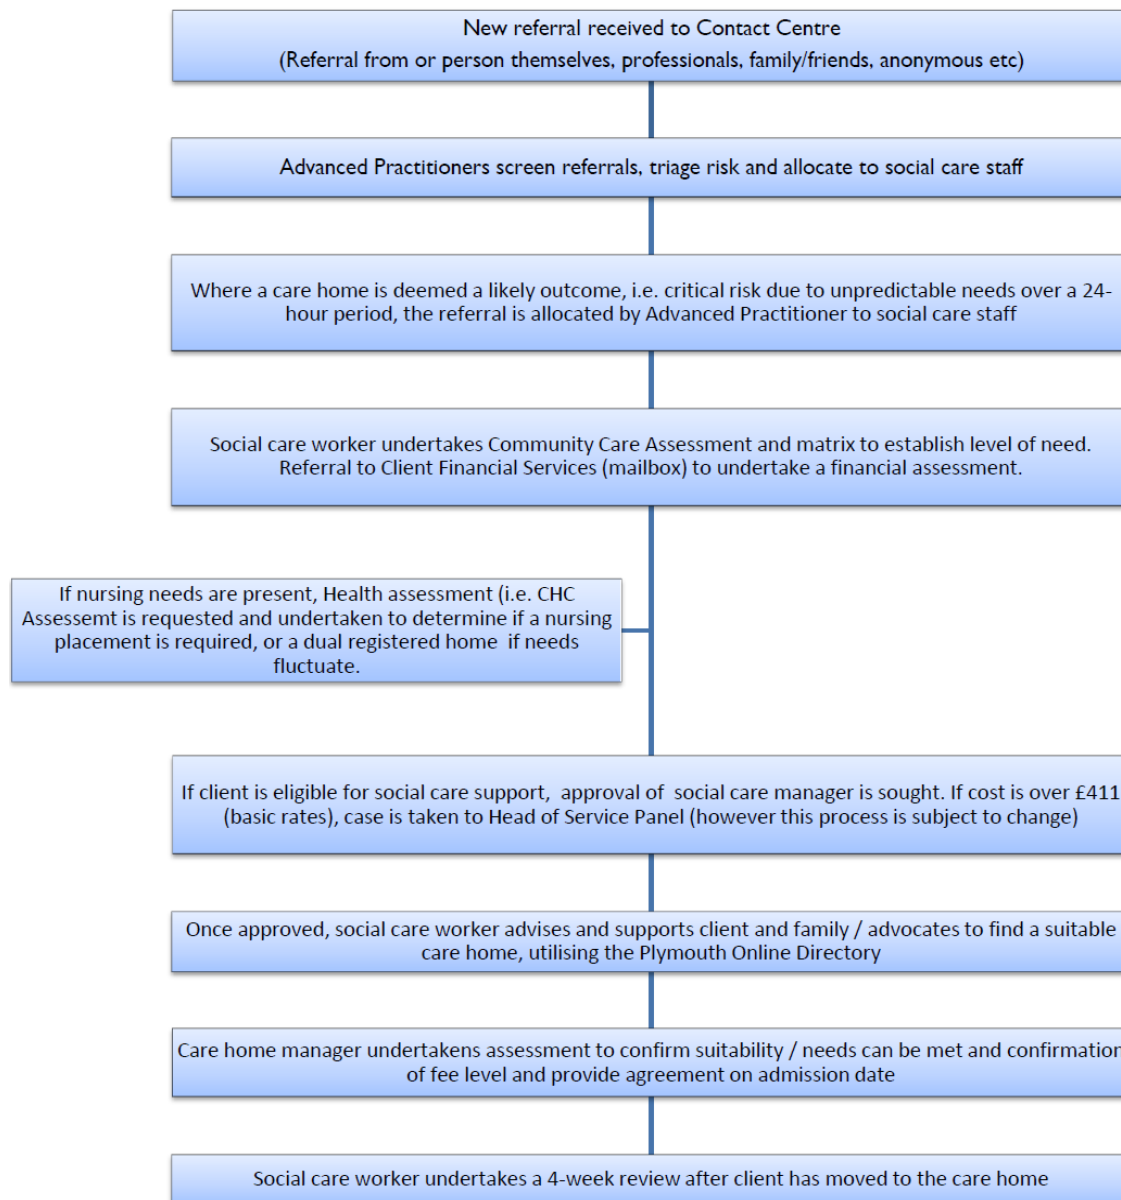 New referral received to Contact Centre
(Referral from or person themselves, professionals, family/friends, anonymous etc)
Advanced Practitioners screen referrals, triage risk and allocate to social care staff
Where a care home is deemed a likely outcome, i.e. critical risk due to unpredictable needs over a 24-
hour period, the referral is allocated by Advanced Practitioner to social care staff
Social care worker undertakes Community Care Assessment and matrix to establish level of need.
Referral to Client Financial Services (mailbox) to undertake a financial assessment.
If nursing needs are present, Health assessment (i.e. CHC
Assessemt is requested and undertaken to determine if a nursing
placement is required, or a dual registered home if needs
fluctuate.
If client is eligible for social care support, approval of social care manager is sought. If cost is over £411
(basic rates), case is taken to Head of Service Panel (however this process is subject to change)
Once approved, social care worker advises and supports client and family / advocates to find a suitable
care home, utilising the Plymouth Online Directory
Care home manager undertakens assessment to confirm suitability / needs can be met and confirmation
of fee level and provide agreement on admission date
Social care worker undertakes a 4-week review after client has moved to the care home